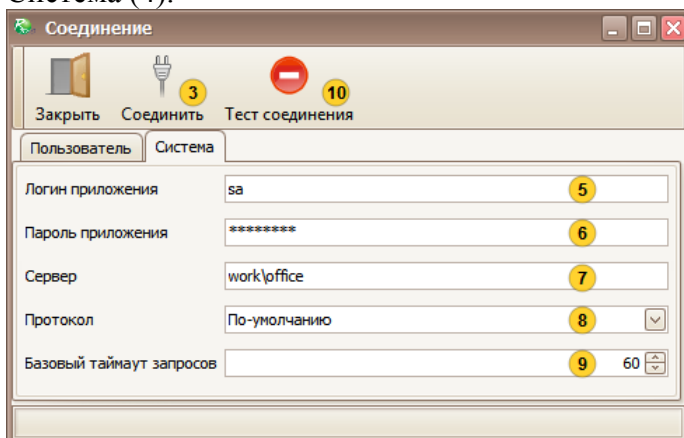 Система (4).
Соединение
3
10
Закрыть Соединить Тест соединения
Пользователь Система
Логин приложения sa 5
Пароль приложения ******** 6
Сервер work\office 7
Протокол По-умолчанию 8
Базовый таймаут запросов 9 60